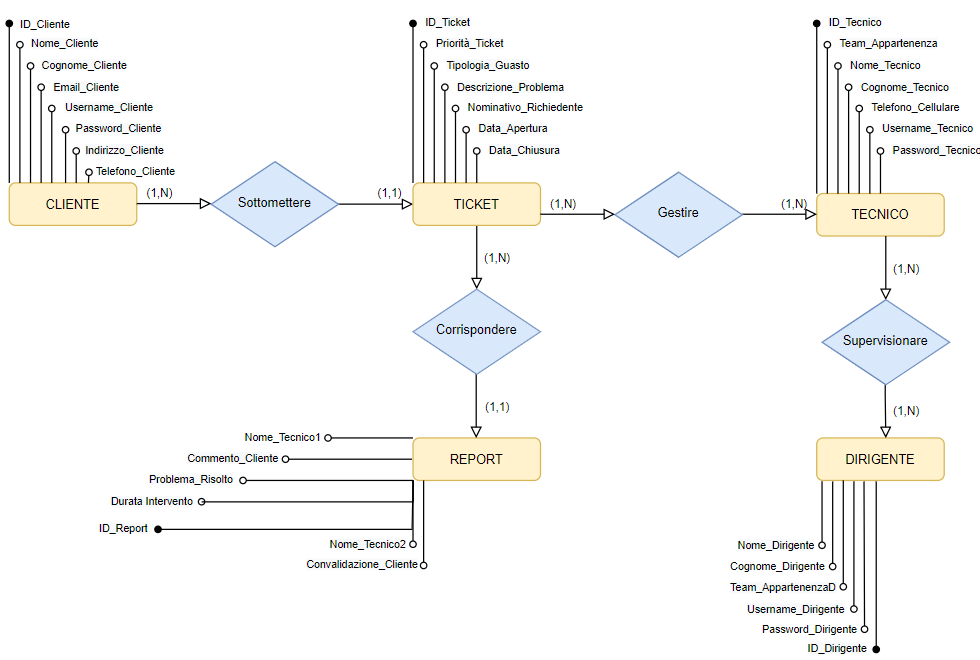 ID_Cliente
Nome_Cliente
Cognome_Cliente
Email_Cliente
Username_Cliente
Password_Cliente
Indirizzo_Cliente
Telefono_Cliente
CLIENTE
(1,N)
Sottomettere
(1,1)
ID_Ticket
Priorità_Ticket
Tipologia_Guasto
Descrizione_Problema
Nominativo_Richiedente
Data_Apertura
Data_Chiusura
TICKET
(1,N)
Gestire
(1,N)
ID_Tecnico
Team_Appartenenza
Nome_Tecnico
Cognome_Tecnico
Telefono_Cellulare
Username_Tecnico
Password_Tecnico
TECNICO
(1,N)
Corrispondere
(1,1)
(1,N)
Supervisionare
(1,N)
Nome_Tecnico1
Commento_Cliente
Problema_Risolto
Durata Intervento
ID_Report
Nome_Tecnico2
Convalidazione_Cliente
REPORT
DIRIGENTE
Nome_Dirigente
Cognome_Dirigente
Team_AppartenenzaD
Username_Dirigente
Password_Dirigente
ID_Dirigente